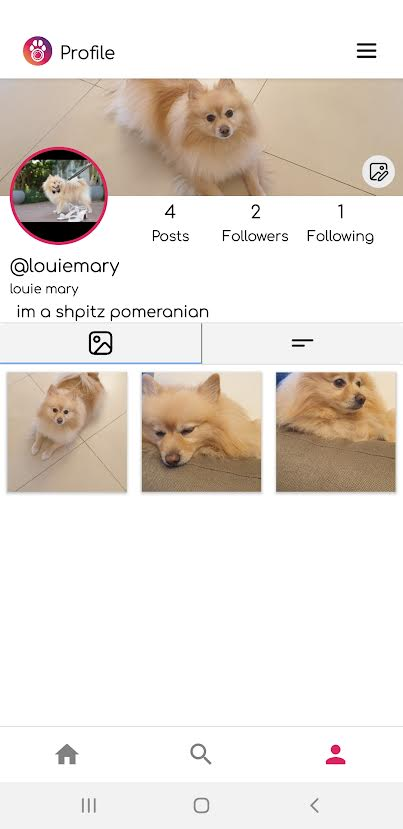 Profile
4 2 1
Posts Followers Following
@louiemary
louie mary
im a shpitz pomeranian